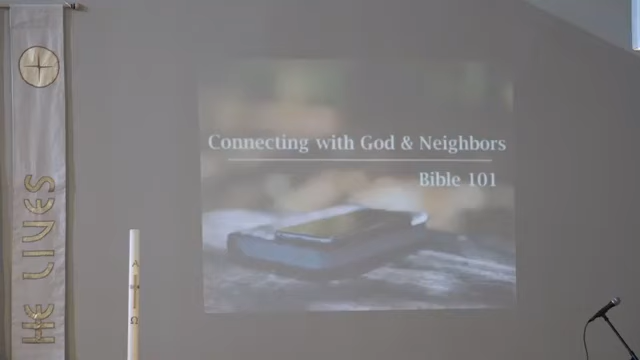 HE LIVES
Connecting with God & Neighbors
Bible 101
Α
Ω